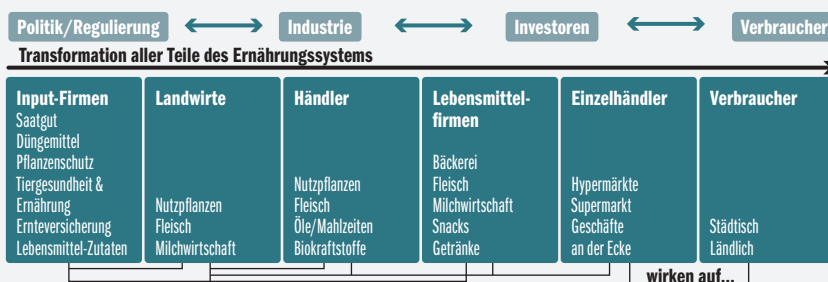 Politik/Regulierung
Industrie
Investoren
Verbraucher
Transformation aller Teile des Ernährungssystems
Input-Firmen
Saatgut
Düngemittel
Pflanzenschutz
Tiergesundheit &
Ernährung
Ernteversicherung
Lebensmittel-Zutaten
Landwirte
Nutzpflanzen
Fleisch
Milchwirtschaft
Händler
Nutzpflanzen
Fleisch
Öle/Mahlzeiten
Biokraftstoffe
Lebensmittel-
firmen
Bäckerei
Fleisch
Milchwirtschaft
Snacks
Getränke
Einzelhändler
Hypermärkte
Supermarkt
Geschäfte
an der Ecke
Verbraucher
Städtisch
Ländlich
wirken auf...